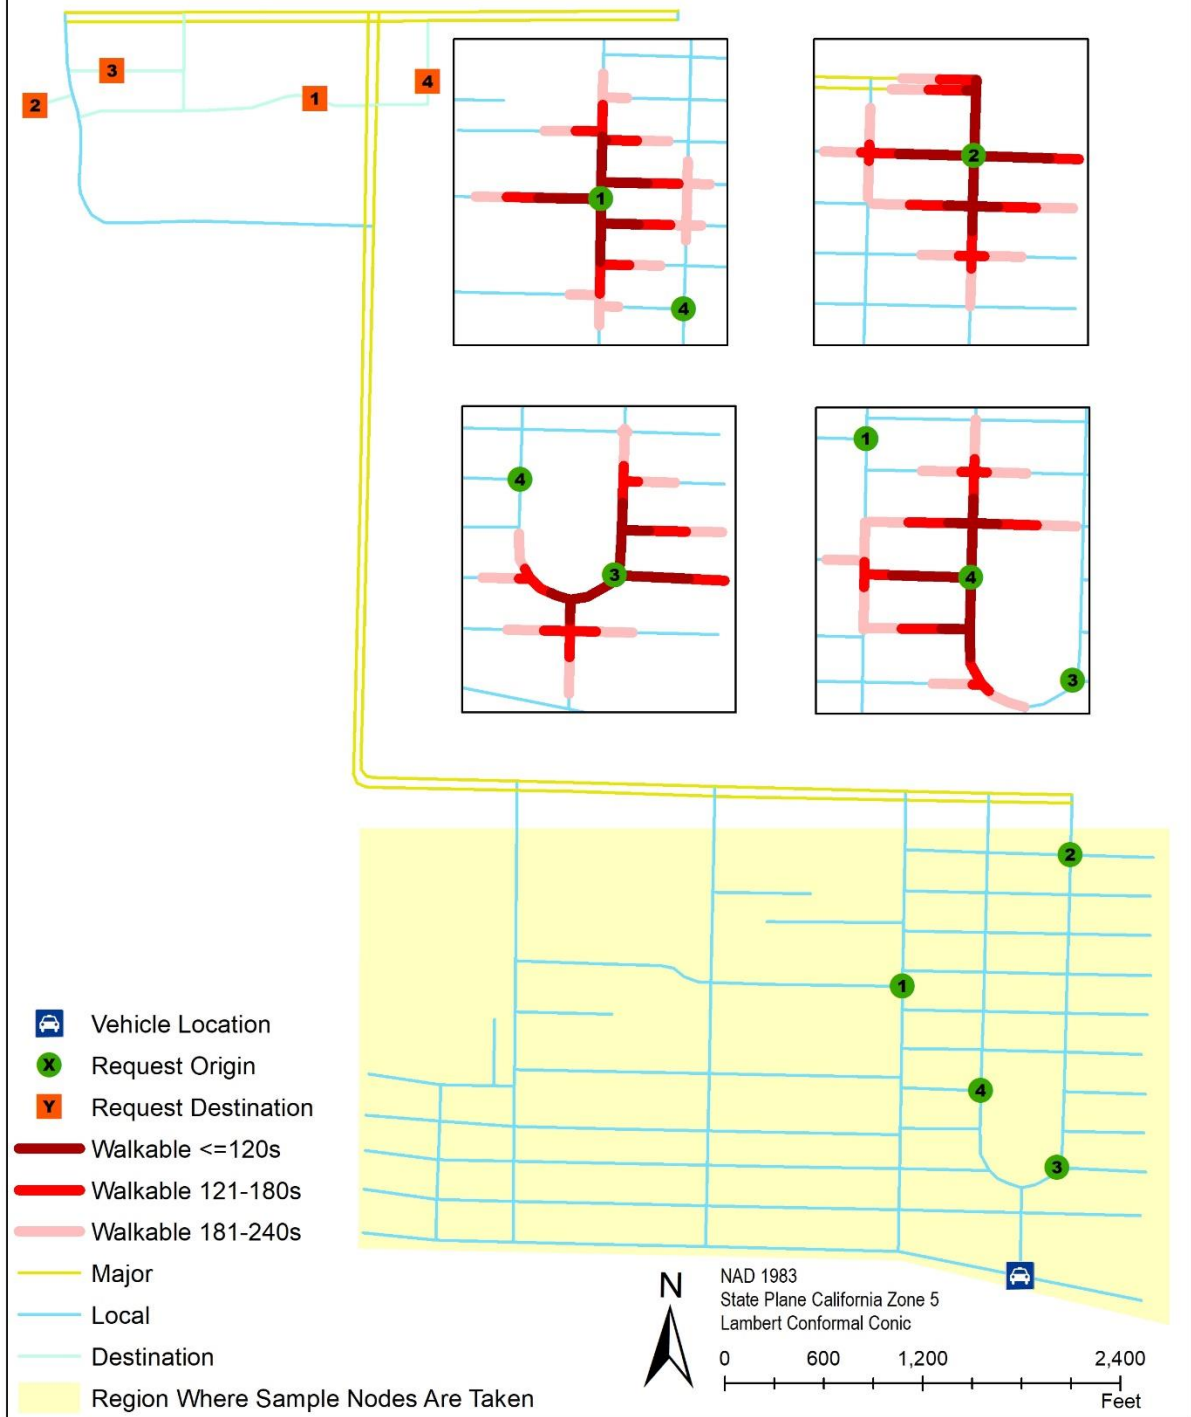 3
2
1
4
1
4
2
4
3
1
4
3
2
1
4
3
Vehicle Location
X Request Origin
Y Request Destination
Walkable <=120s
Walkable 121-180s
Walkable 181-240s
Major
Local
Destination
Region Where Sample Nodes Are Taken
N
NAD 1983
State Plane California Zone 5
Lambert Conformal Conic
0 600 1,200 2,400
Feet